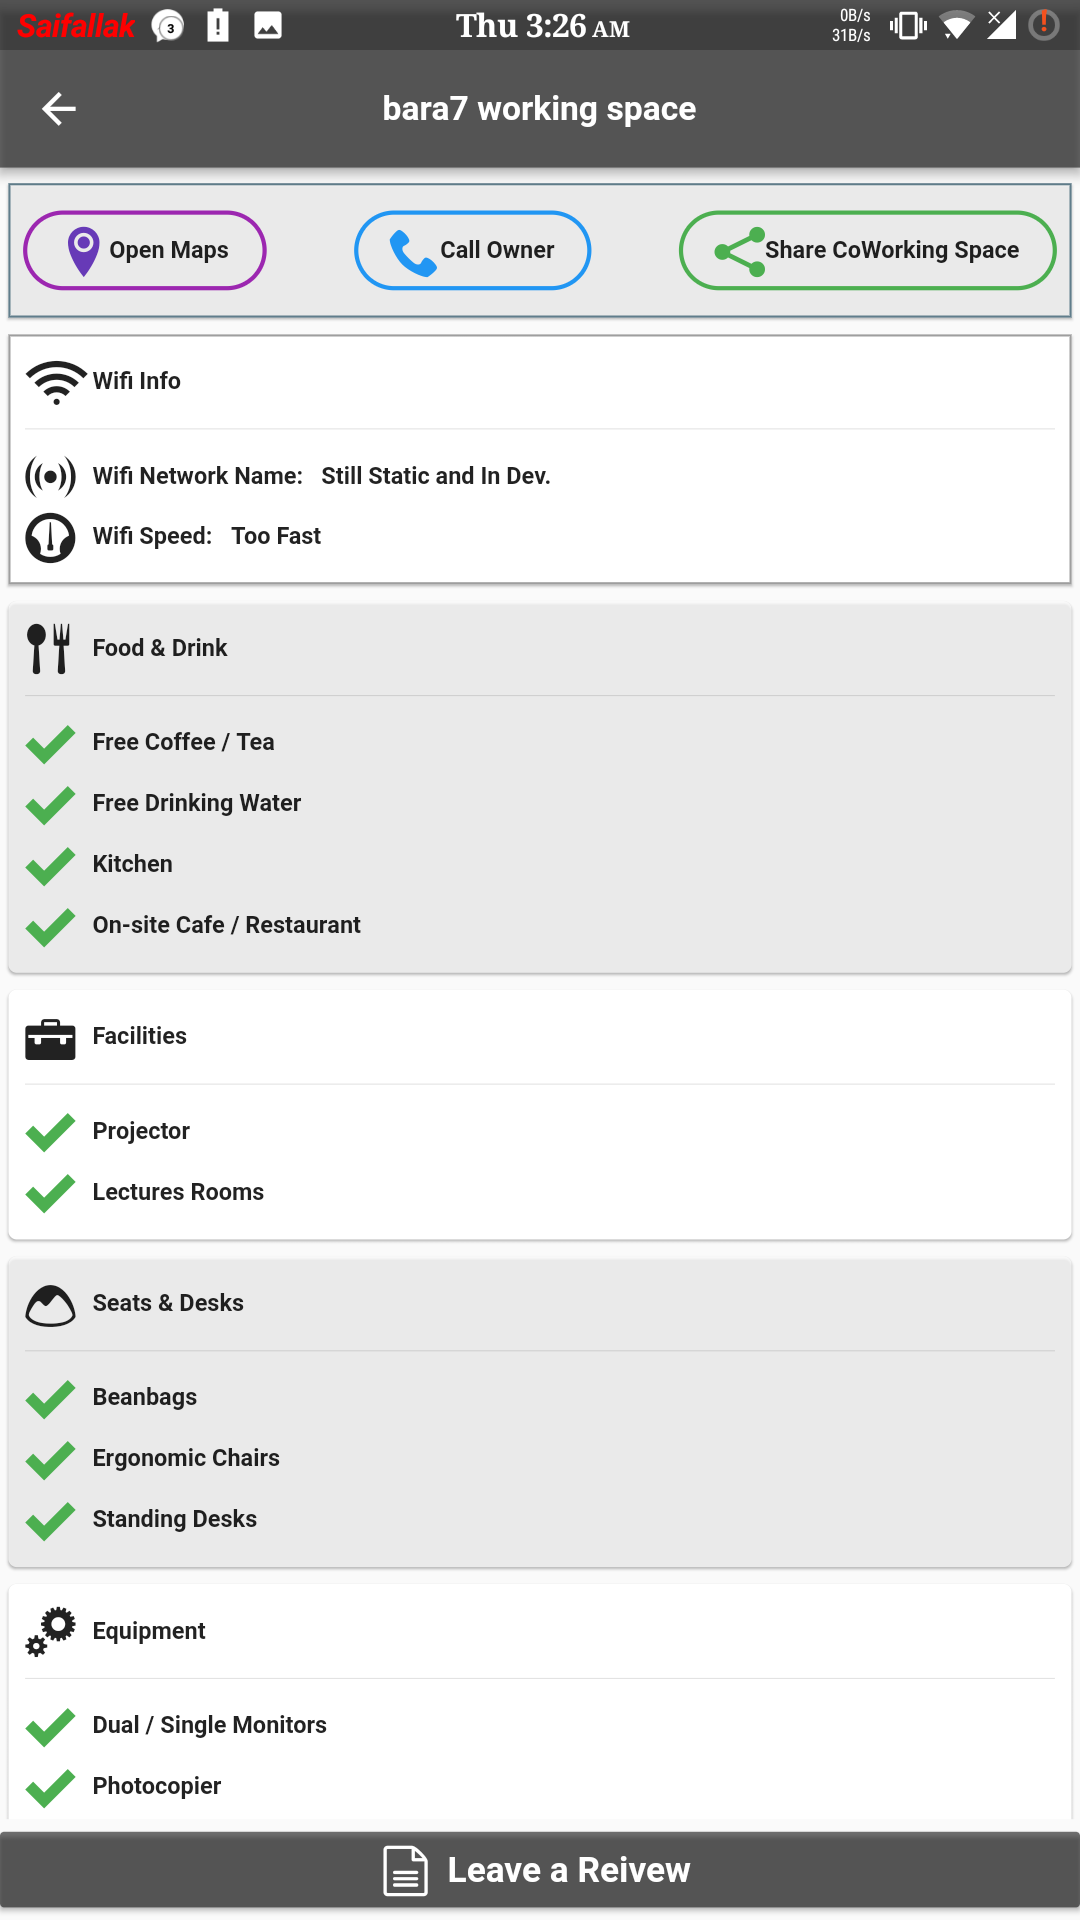 Saifallak 3 Thu 3:26 AM 0B/s
31B/s
bara7 working space
Open Maps Call Owner Share CoWorking Space
Wifi Info
Wifi Network Name: Still Static and In Dev.
Wifi Speed: Too Fast
Food & Drink
Free Coffee / Tea
Free Drinking Water
Kitchen
On-site Cafe / Restaurant
Facilities
Projector
Lectures Rooms
Seats & Desks
Beanbags
Ergonomic Chairs
Standing Desks
Equipment
Dual / Single Monitors
Photocopier
Leave a Reivew